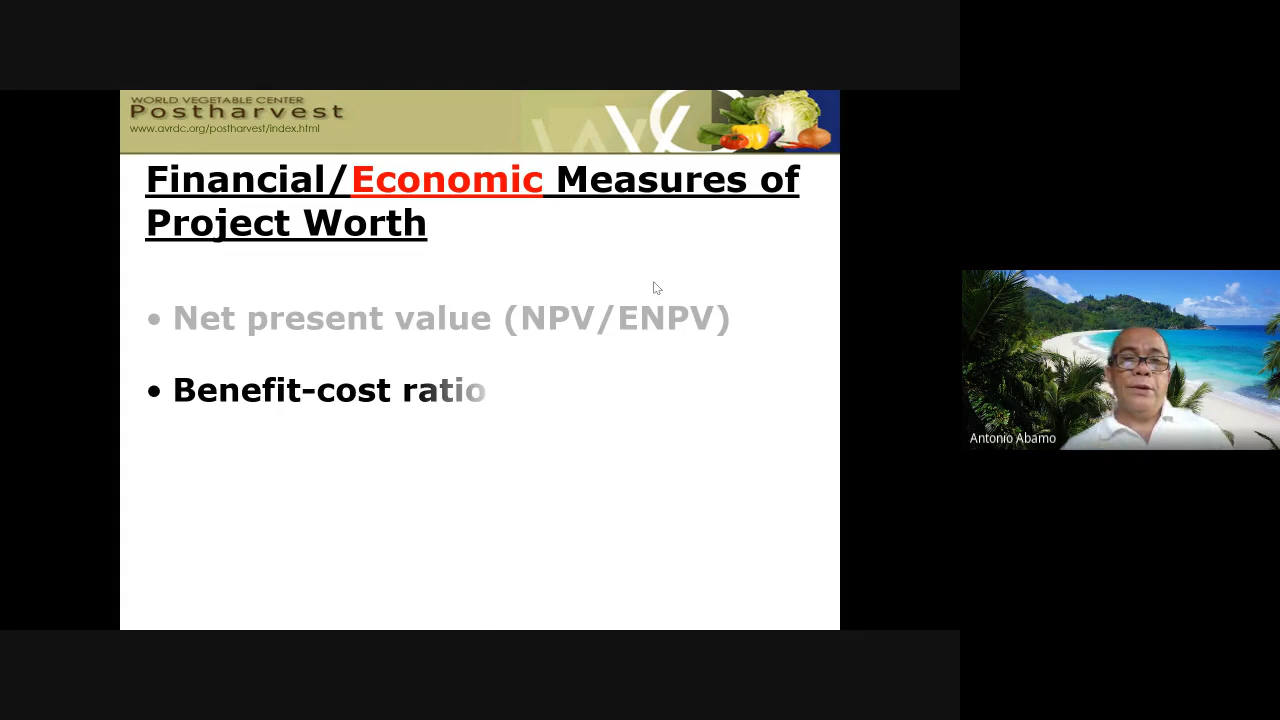 WORLD VEGETABLE CENTER
Postharvest
www.avrdc.org/postharvest/index.html
Financial/Economic Measures of
Project Worth
• Net present value (NPV/ENPV)
• Benefit-cost ratio
Antonio Abamo